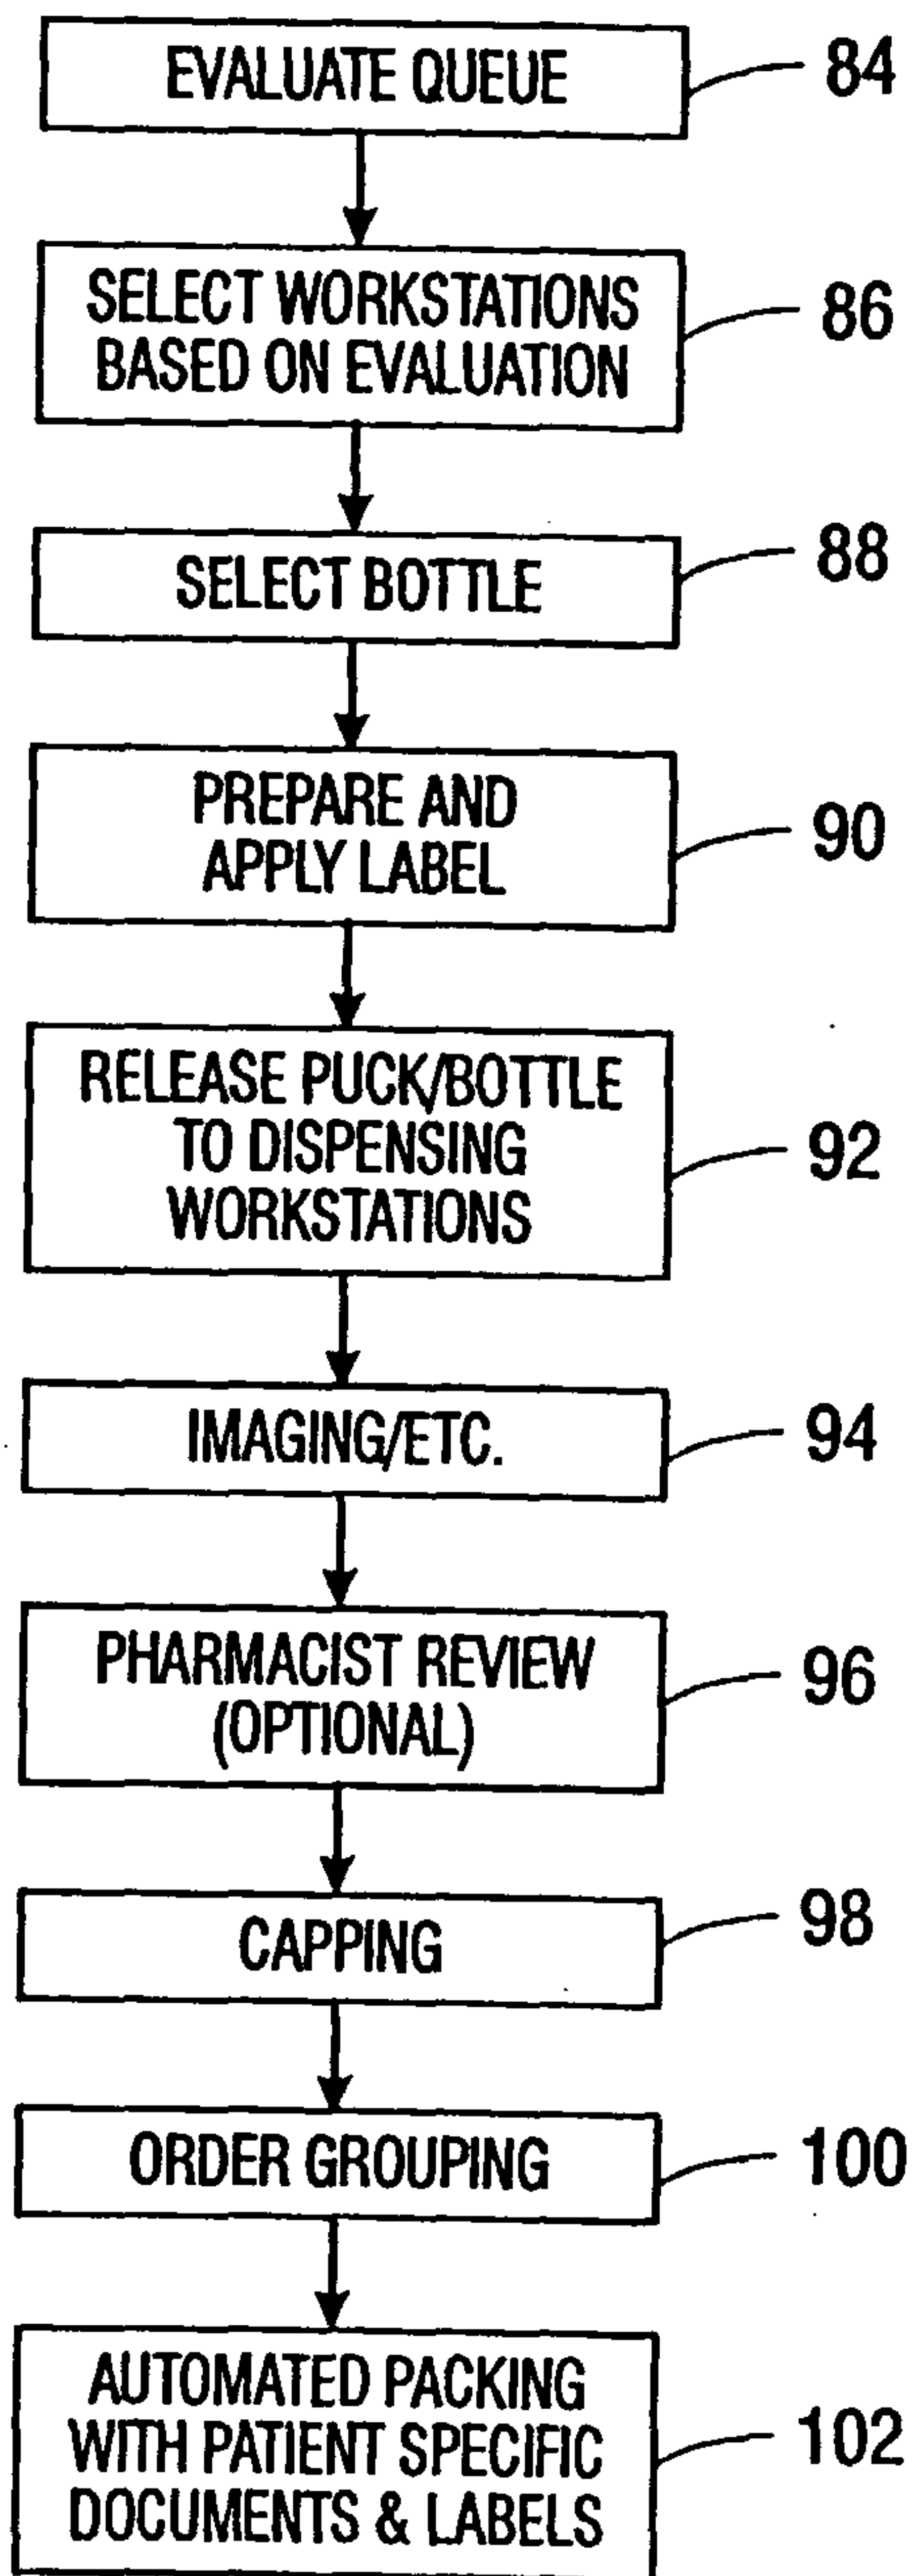 EVALUATE QUEUE
84
SELECT WORKSTATIONS
BASED ON EVALUATION
86
SELECT BOTTLE
88
PREPARE AND
APPLY LABEL
90
RELEASE PUCK/BOTTLE
TO DISPENSING
WORKSTATIONS
92
IMAGING/ETC.
94
PHARMACIST REVIEW
(OPTIONAL)
96
CAPPING
98
ORDER GROUPING
100
AUTOMATED PACKING
WITH PATIENT SPECIFIC
DOCUMENTS & LABELS
102